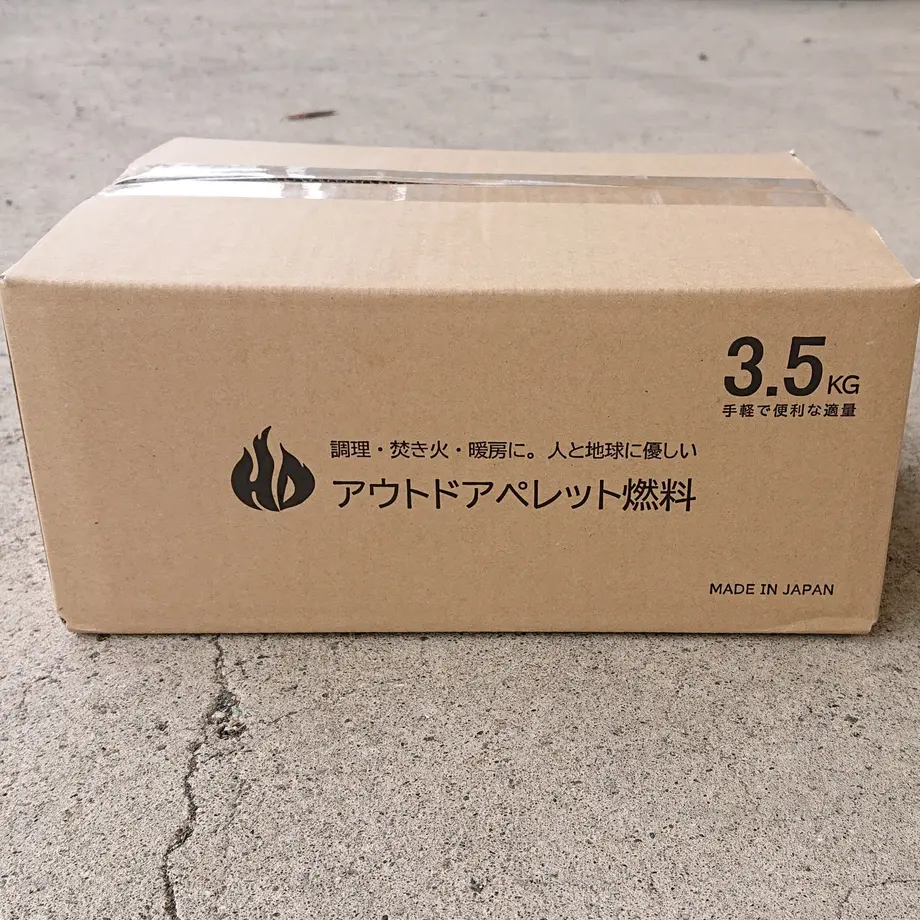 3.5KG
手軽で便利な適量
調理・焚き火・暖房に。人と地球に優しい
アウトドアペレット燃料
MADE IN JAPAN